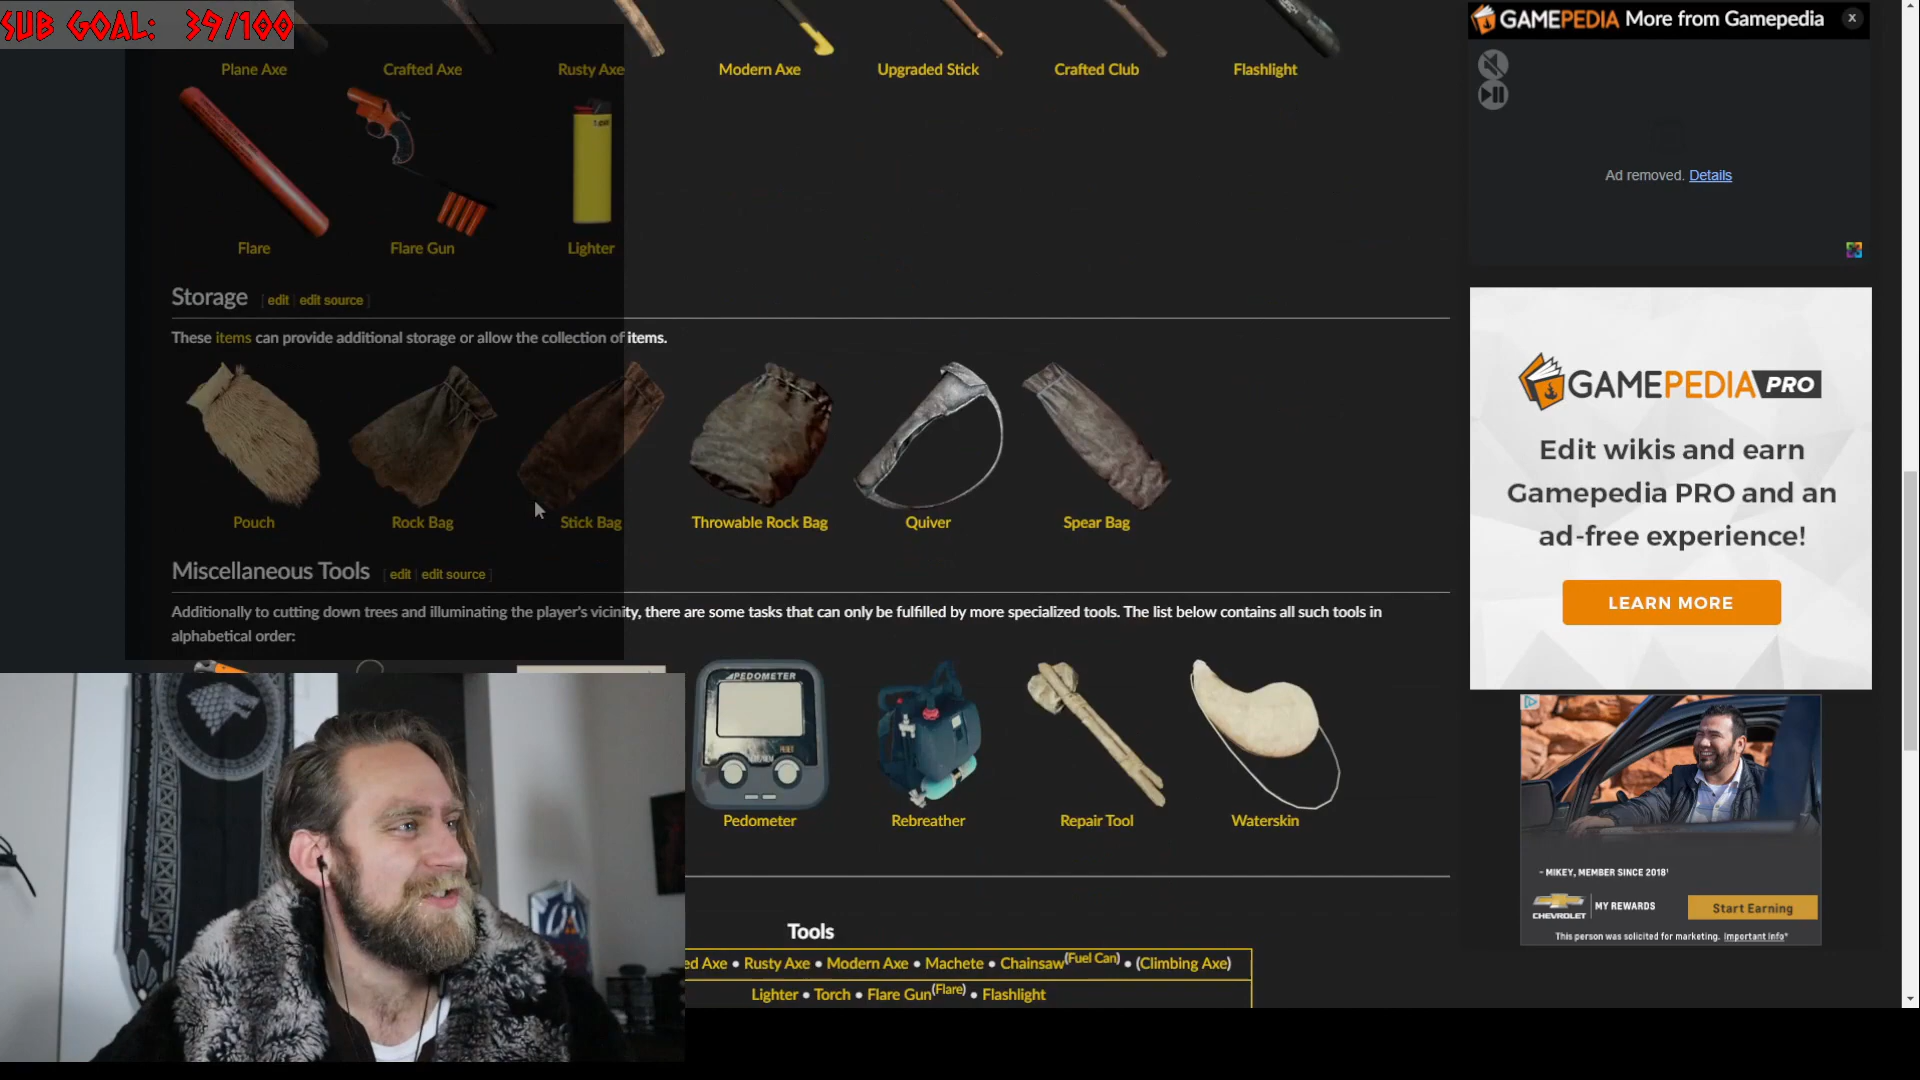 SUB GOAL: 39/100
Plane Axe
Crafted Axe
Rusty Axe
Modern Axe
Upgraded Stick
Crafted Club
Flashlight
Flare
Flare Gun
Lighter
Storage [ edit | edit source ]
These items can provide additional storage or allow the collection of items.
Pouch
Rock Bag
Stick Bag
Throwable Rock Bag
Quiver
Spear Bag
Miscellaneous Tools [ edit | edit source ]
Additionally to cutting down trees and illuminating the player's vicinity, there are some tasks that can only be fulfilled by more specialized tools. The list below contains all such tools in
alphabetical order:
PEDOMETER
Pedometer
Rebreather
Repair Tool
Waterskin
Tools
ed Axe • Rusty Axe • Modern Axe • Machete • Chainsaw(Fuel Can) • (Climbing Axe)
Lighter • Torch • Flare Gun(Flare) • Flashlight
GAMEPEDIA More from Gamepedia x
Ad removed. Details
GAMEPEDIA PRO
Edit wikis and earn
Gamepedia PRO and an
ad-free experience!
LEARN MORE
– MIKEY, MEMBER SINCE 2018¹
CHEVROLET
MY REWARDS
Start Earning
This person was solicited for marketing. Important Info*